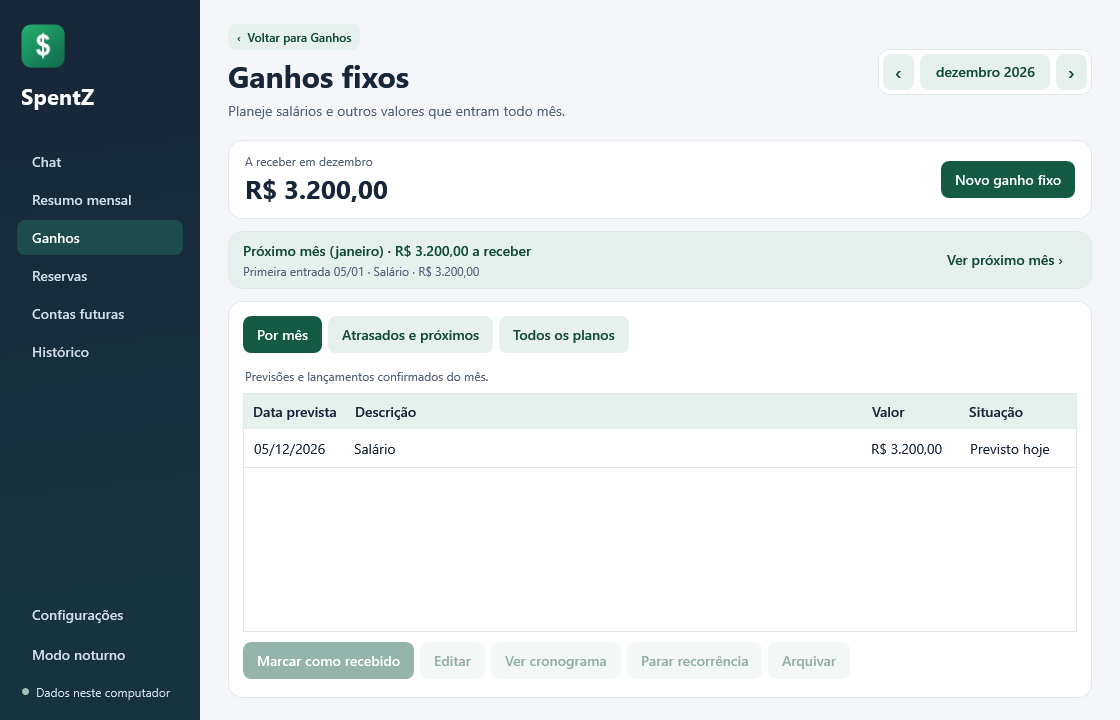 $
SpentZ
Chat
Resumo mensal
Ganhos
Reservas
Contas futuras
Histórico
Configurações
Modo noturno
Dados neste computador
‹ Voltar para Ganhos
Ganhos fixos
Planeje salários e outros valores que entram todo mês.
‹ dezembro 2026 ›
A receber em dezembro
R$ 3.200,00
Novo ganho fixo
Próximo mês (janeiro) · R$ 3.200,00 a receber
Primeira entrada 05/01 · Salário · R$ 3.200,00
Ver próximo mês ›
Por mês Atrasados e próximos Todos os planos
Previsões e lançamentos confirmados do mês.
Data prevista Descrição Valor Situação
05/12/2026 Salário R$ 3.200,00 Previsto hoje
Marcar como recebido Editar Ver cronograma Parar recorrência Arquivar